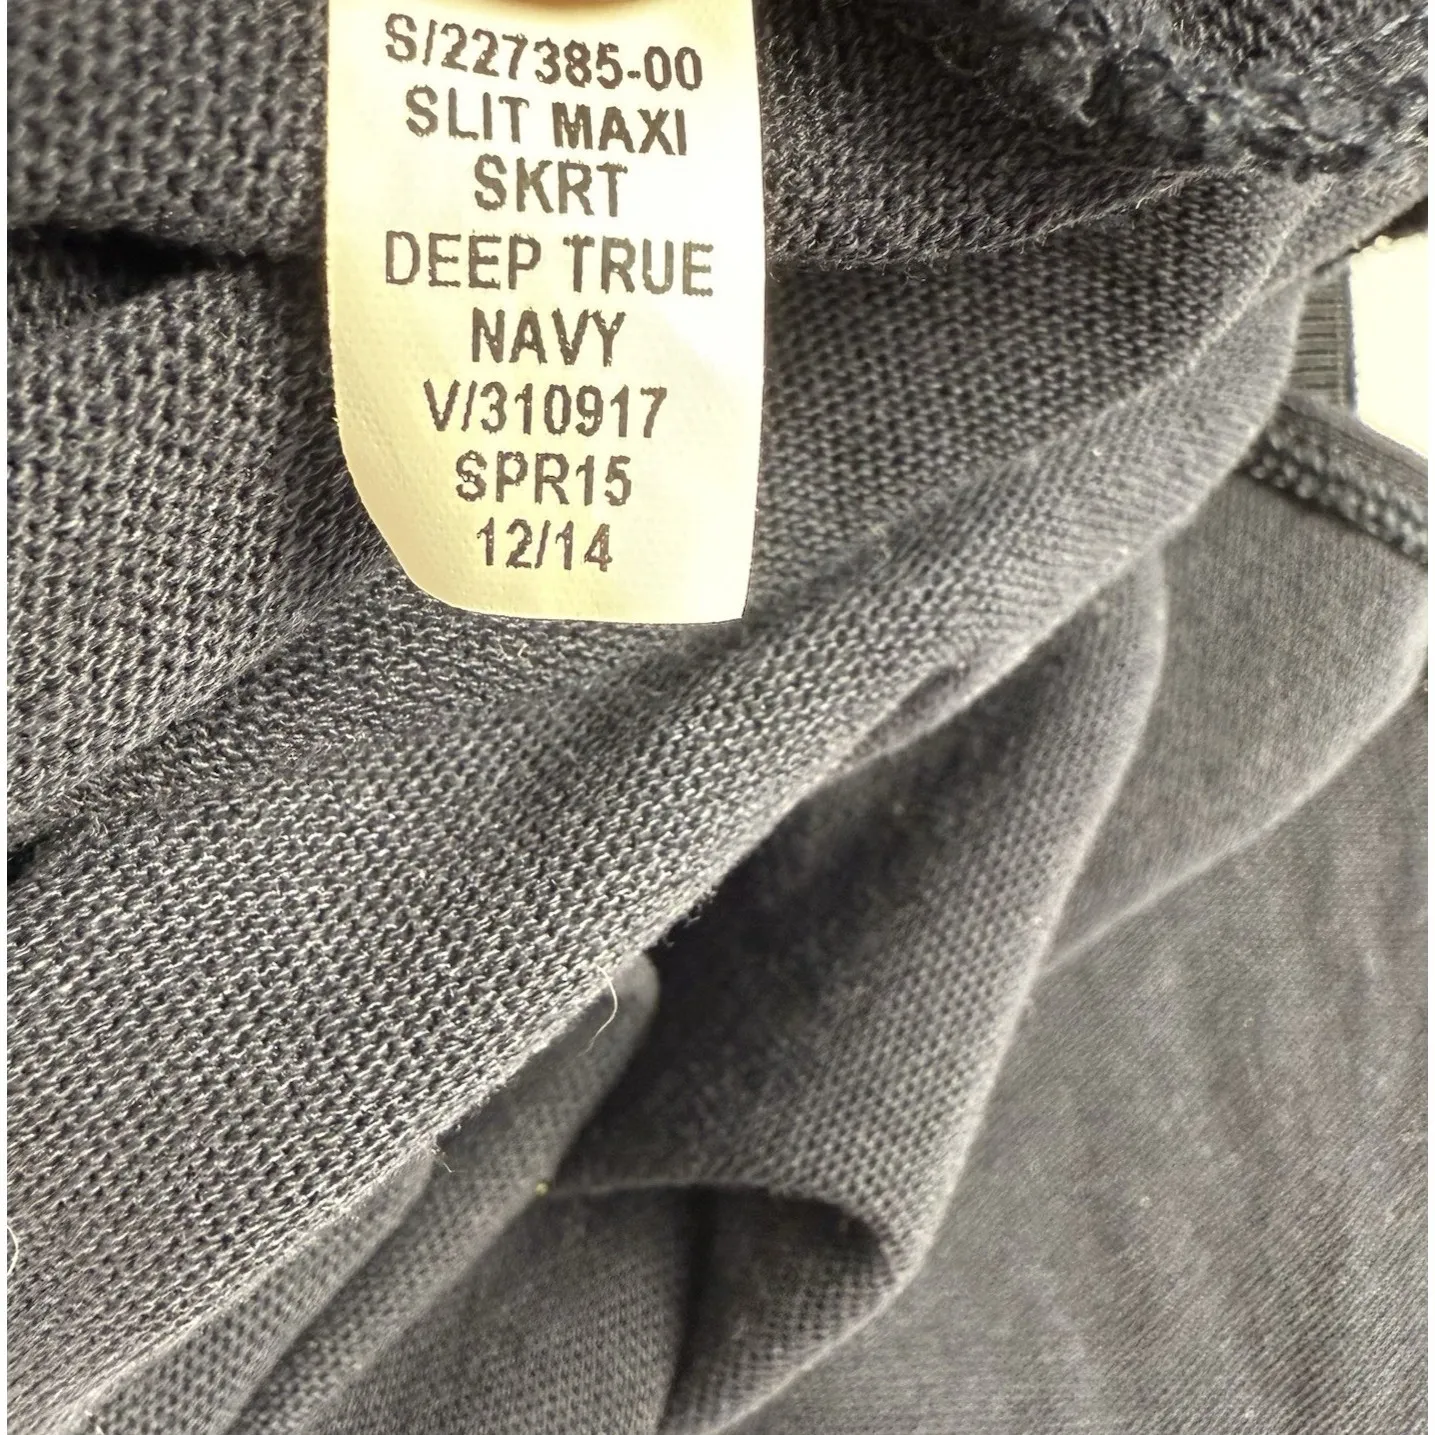 S/227385-00
SLIT MAXI
SKRT
DEEP TRUE
NAVY
V/310917
SPR15
12/14